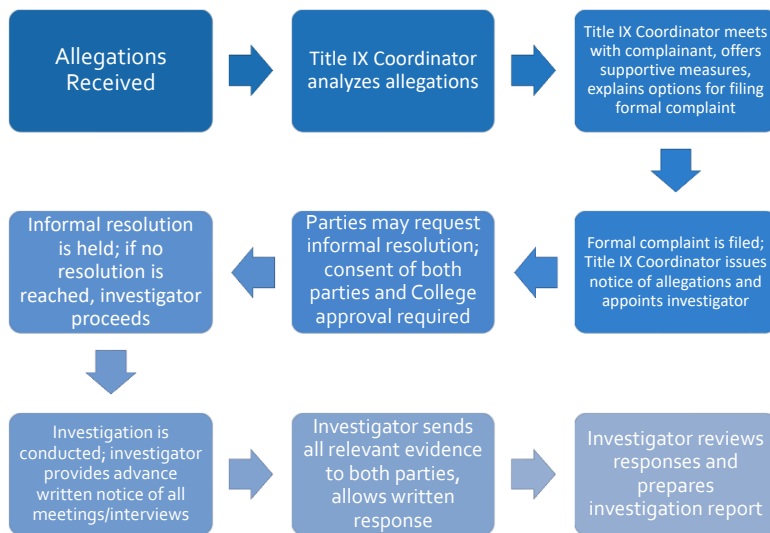 Allegations
Received
Title IX Coordinator
analyzes allegations
Title IX Coordinator meets
with complainant, offers
supportive measures,
explains options for filing
formal complaint
Formal complaint is filed;
Title IX Coordinator issues
notice of allegations and
appoints investigator
Parties may request
informal resolution;
consent of both
parties and College
approval required
Informal resolution
is held; if no
resolution is
reached, investigator
proceeds
Investigation is
conducted; investigator
provides advance
written notice of all
meetings/interviews
Investigator sends
all relevant evidence
to both parties,
allows written
response
Investigator reviews
responses and
prepares
investigation report